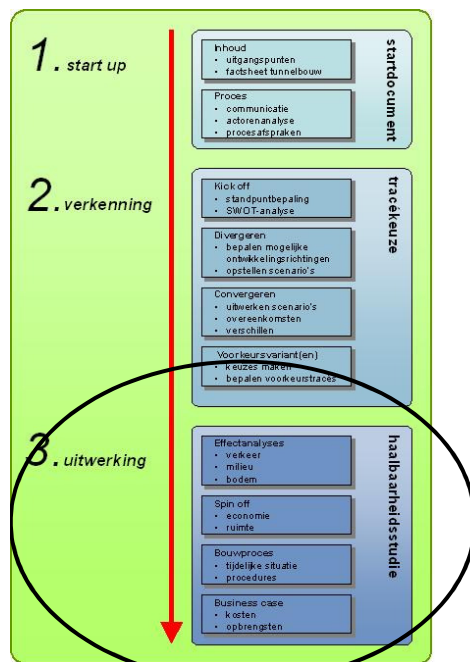 1. start up
Inhoud
• uitgangspunten
• factsheet tunnelbouw
Proces
• communicatie
• actorenanalyse
• procesafspraken
startdocument
2. verkenning
Kick off
• standpuntbepaling
• SWOT-analyse
Divergeren
• bepalen mogelijke
ontwikkelingsrichtingen
• opstellen scenario's
Convergeren
• uitwerken scenario's
• overeenkomsten
• verschillen
Voorkeursvariant(en)
• keuzes maken
• bepalen voorkeurstracés
tracékeuze
3. uitwerking
Effectanalyses
• verkeer
• milieu
• bodem
Spin off
• economie
• ruimte
Bouwproces
• tijdelijke situatie
• procedures
Business case
• kosten
• opbrengsten
haalbaarheidsstudie